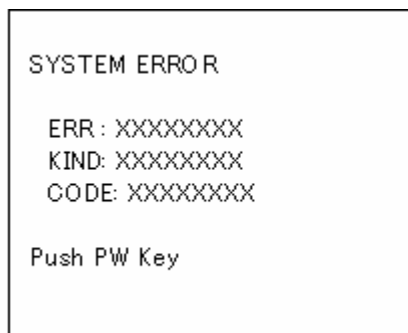 SYSTEM ERROR
ERR : XXXXXXXX
KIND: XXXXXXXX
CODE: XXXXXXXX
Push PW Key